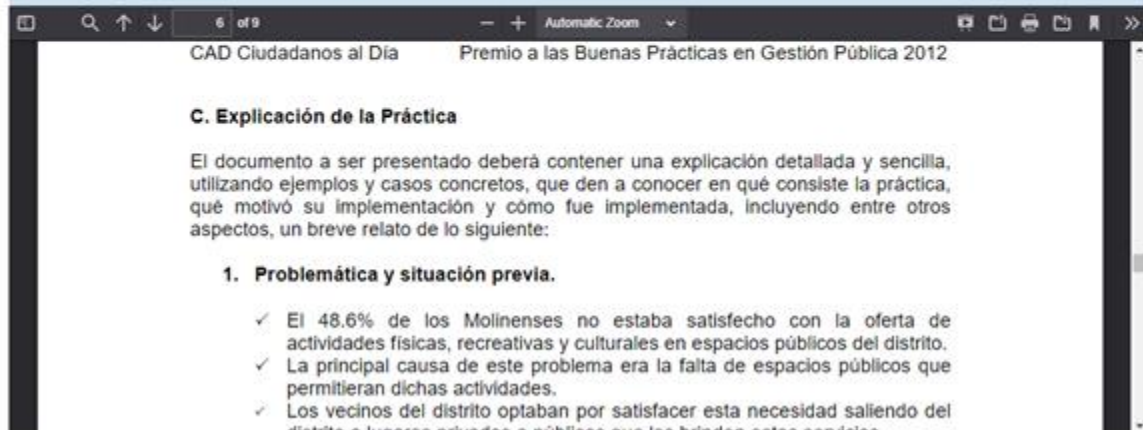 6 of 9
Automatic Zoom
CAD Ciudadanos al Día Premio a las Buenas Prácticas en Gestión Pública 2012
C. Explicación de la Práctica
El documento a ser presentado deberá contener una explicación detallada y sencilla,
utilizando ejemplos y casos concretos, que den a conocer en qué consiste la práctica,
qué motivó su implementación y cómo fue implementada, incluyendo entre otros
aspectos, un breve relato de lo siguiente:
1. Problemática y situación previa.
✓ El 48.6% de los Molinenses no estaba satisfecho con la oferta de
actividades físicas, recreativas y culturales en espacios públicos del distrito.
✓ La principal causa de este problema era la falta de espacios públicos que
permitieran dichas actividades.
✓ Los vecinos del distrito optaban por satisfacer esta necesidad saliendo del